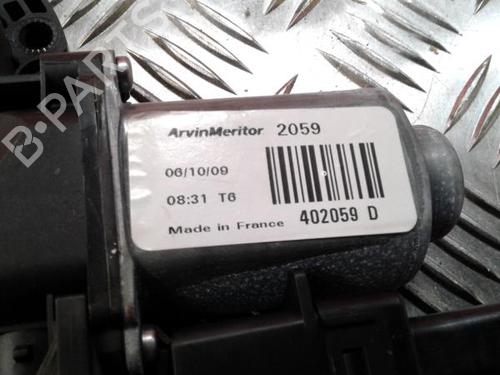 B-PARTS
ArvinMeritor 2059
06/10/09
08:31 T6
402059 D
Made in France